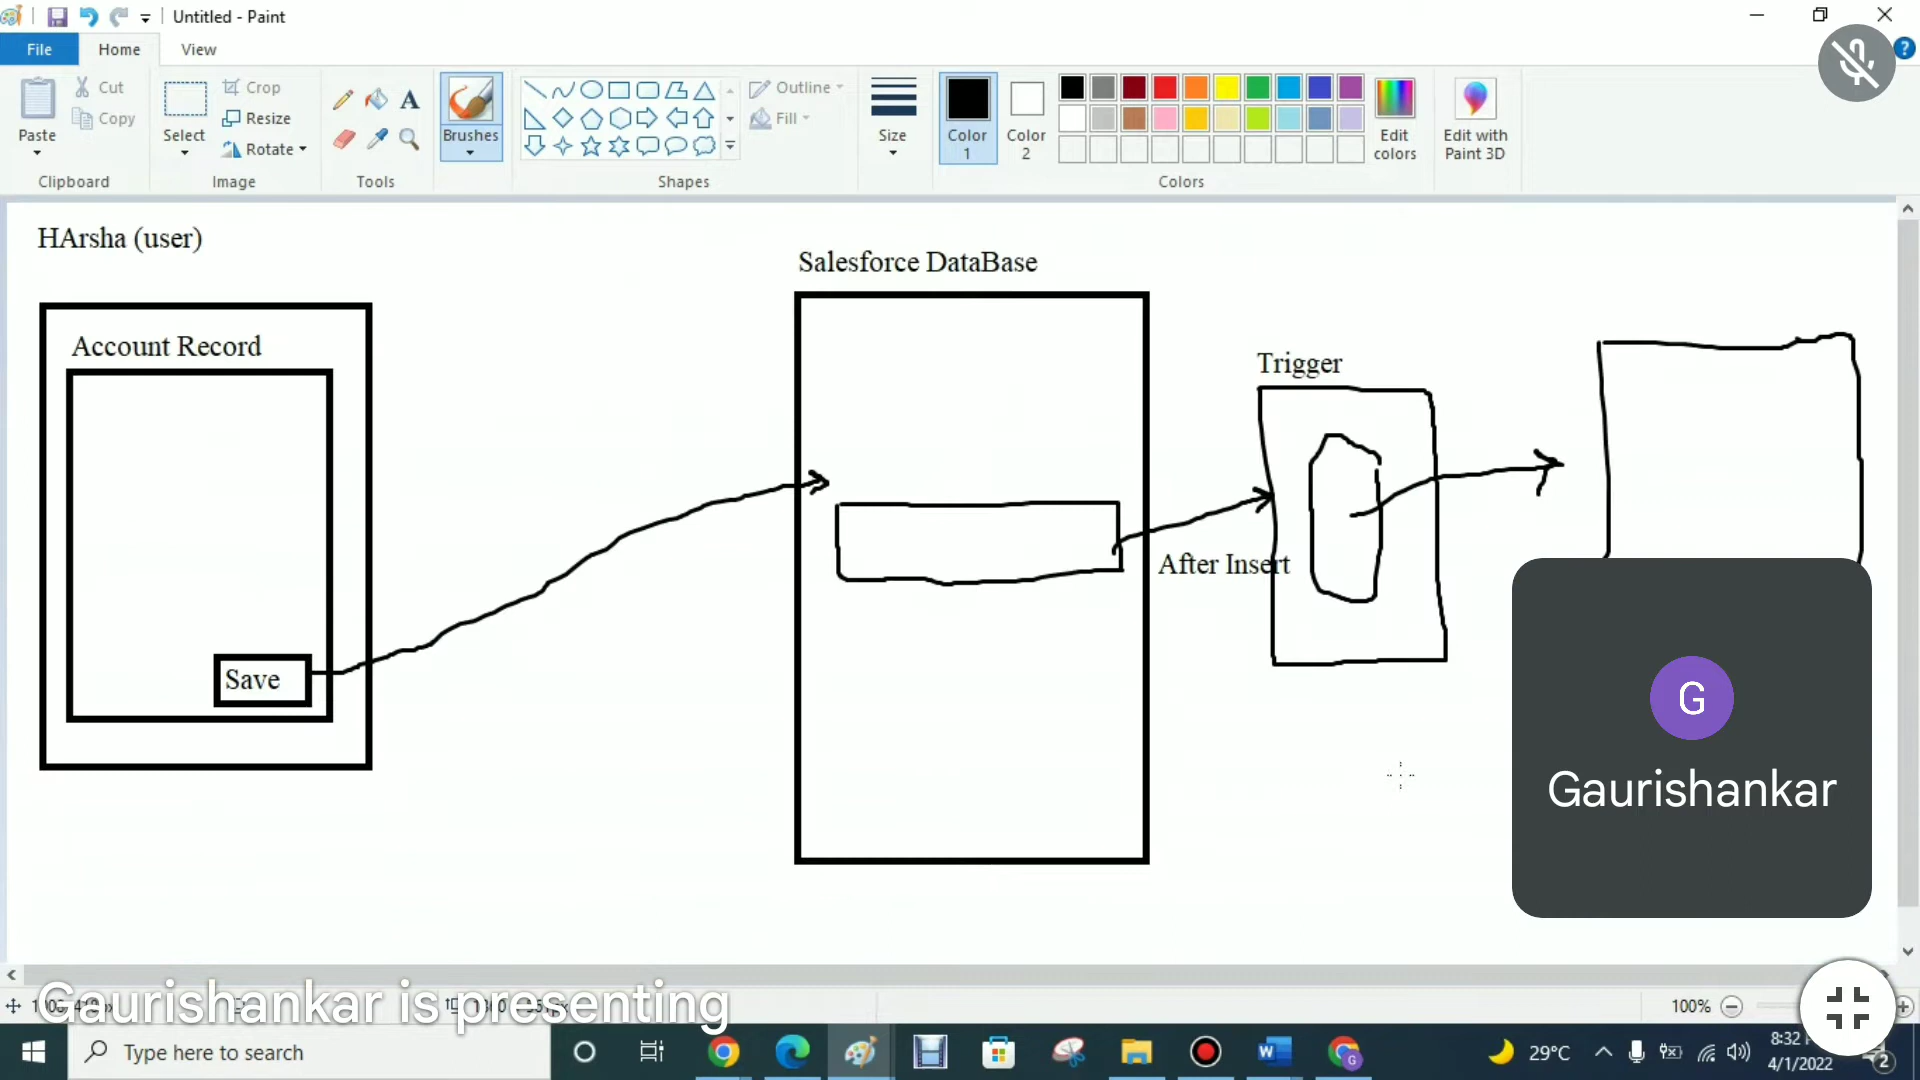 Untitled - Paint
File Home View
Paste
Cut
Copy
Clipboard
Select
Crop
Resize
Rotate
Image
A
Tools
Brushes
Outline
Fill
Shapes
Size
Color 1
Color 2
Edit colors
Colors
Edit with Paint 3D
?
HArsha (user)
Account Record
Save
Salesforce DataBase
Trigger
After Insert
G
Gaurishankar
Gaurishankar is presenting
100%
Type here to search
W
G
29°C
8:32
4/1/2022
2